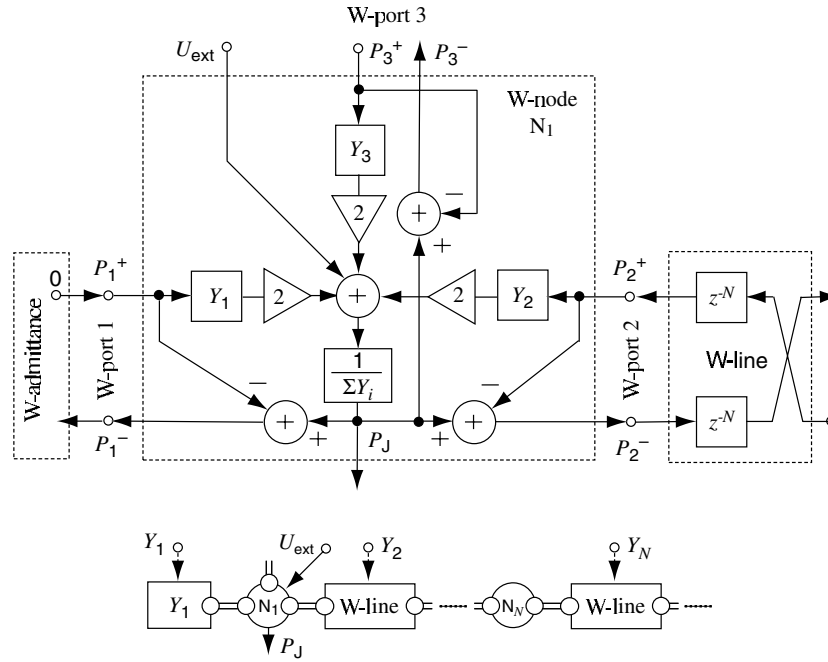 W-port 3
U_ext P_3^+ P_3^-
W-node
N_1
Y_3
2
−
+
+
0
P_1^+
Y_1
2
+
2
Y_2
P_2^+
z^-N
W-admittance
W-port 1
1
ΣY_i
W-port 2
W-line
−
−
+
+
+
+
z^-N
P_1^-
P_J
P_2^-
Y_1
U_ext
Y_2
Y_N
Y_1
N_1
W-line
N_N
W-line
P_J